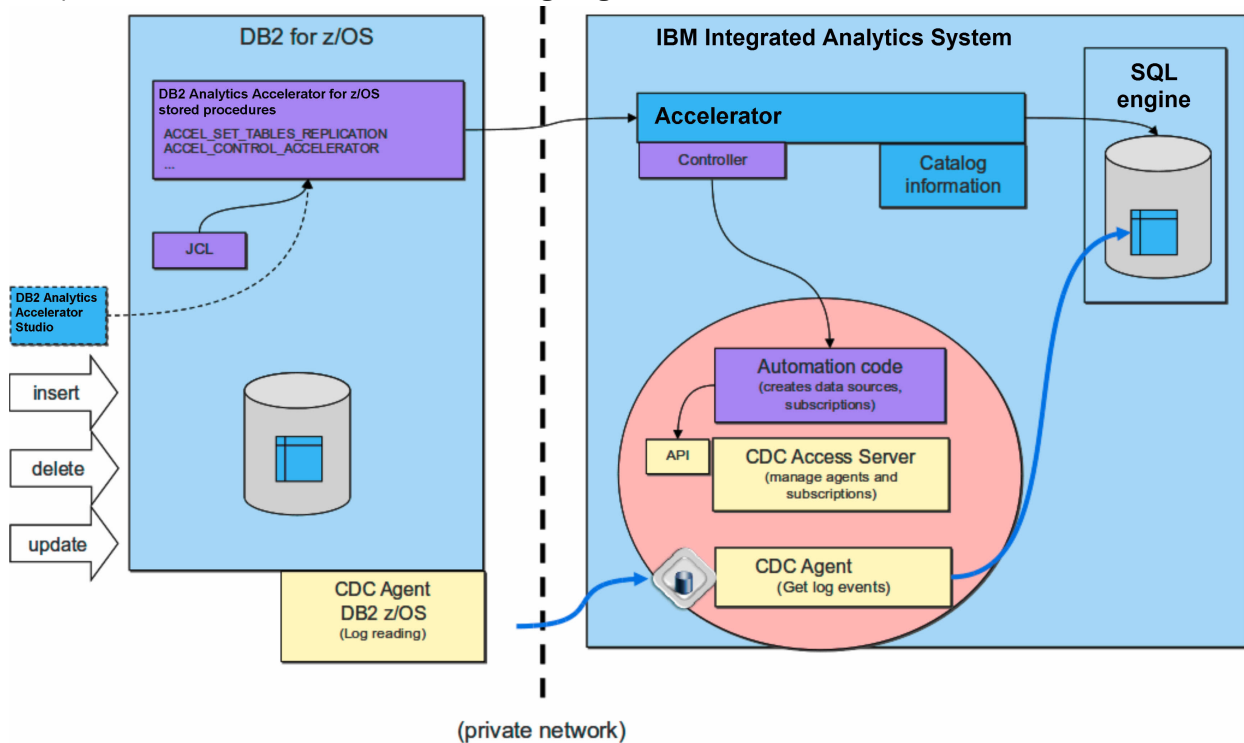 DB2 for z/OS
DB2 Analytics Accelerator for z/OS
stored procedures
ACCEL_SET_TABLES_REPLICATION
ACCEL_CONTROL_ACCELERATOR
...
JCL
DB2 Analytics
Accelerator
Studio
insert
delete
update
CDC Agent
DB2 z/OS
(Log reading)
(private network)
IBM Integrated Analytics System
Accelerator
Controller
Catalog
information
SQL
engine
Automation code
(creates data sources,
subscriptions)
API
CDC Access Server
(manage agents and
subscriptions)
CDC Agent
(Get log events)